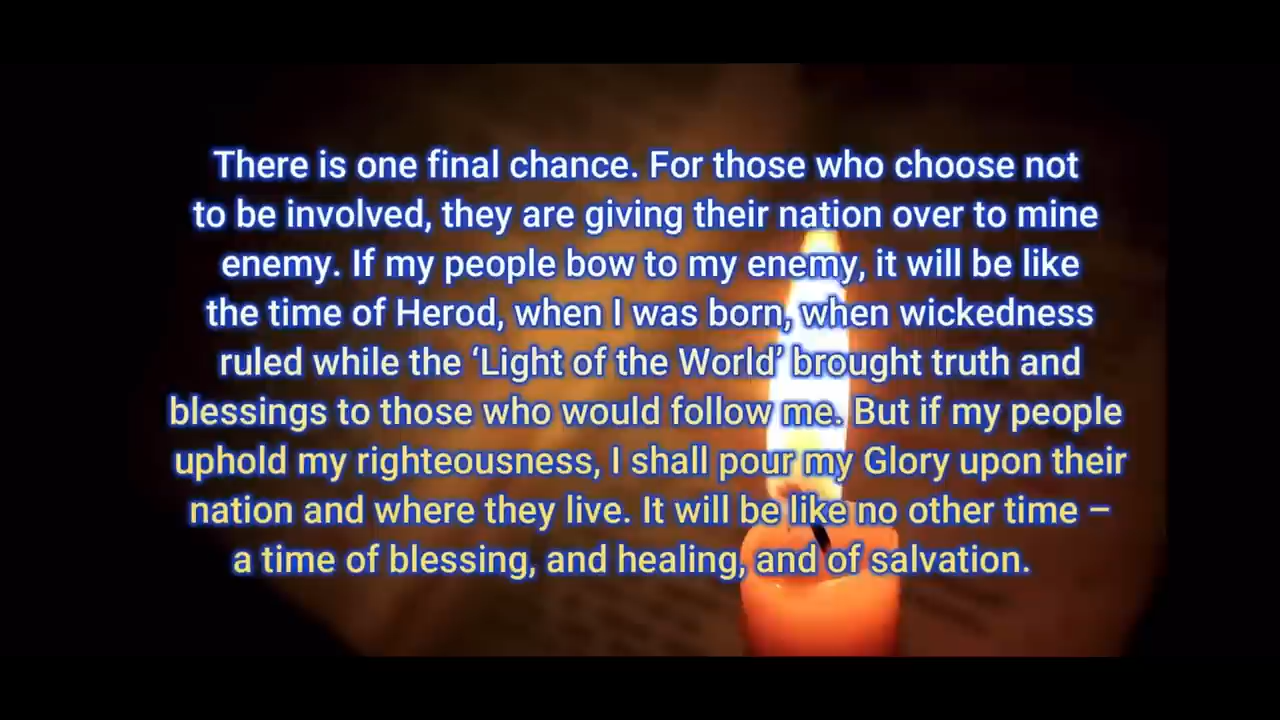 There is one final chance. For those who choose not
to be involved, they are giving their nation over to mine
enemy. If my people bow to my enemy, it will be like
the time of Herod, when I was born, when wickedness
ruled while the ‘Light of the World’ brought truth and
blessings to those who would follow me. But if my people
uphold my righteousness, I shall pour my Glory upon their
nation and where they live. It will be like no other time –
a time of blessing, and healing, and of salvation.